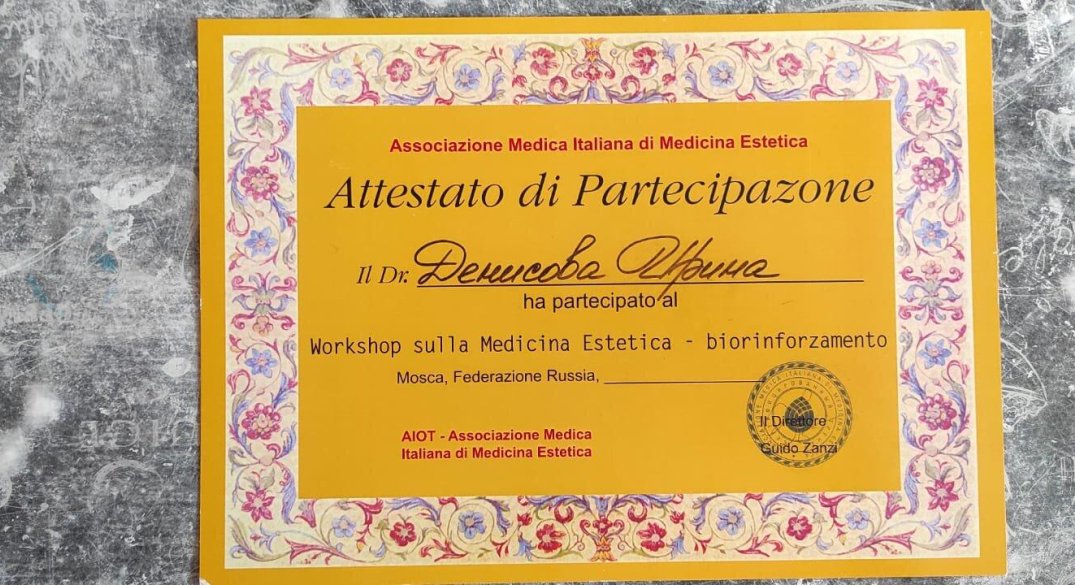 Associazione Medica Italiana di Medicina Estetica
Attestato di Partecipazone
Il Dr. Денисова Ирина
ha partecipato al
Workshop sulla Medicina Estetica - biorinforzamento
Mosca, Federazione Russia,
Il Direttore
Guido Zanzi
AIOT - Associazione Medica
Italiana di Medicina Estetica